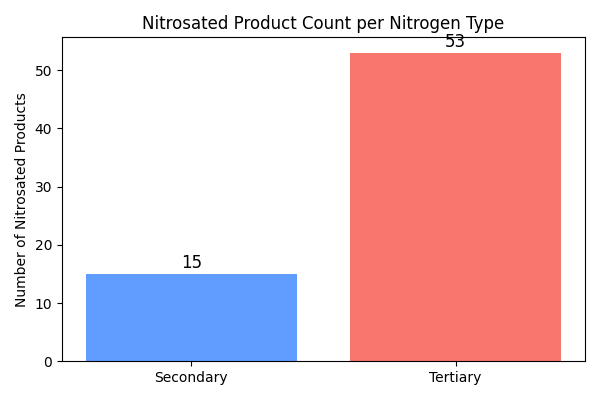 Nitrosated Product Count per Nitrogen Type
Number of Nitrosated Products
50
40
30
20
10
0
15
53
Secondary
Tertiary